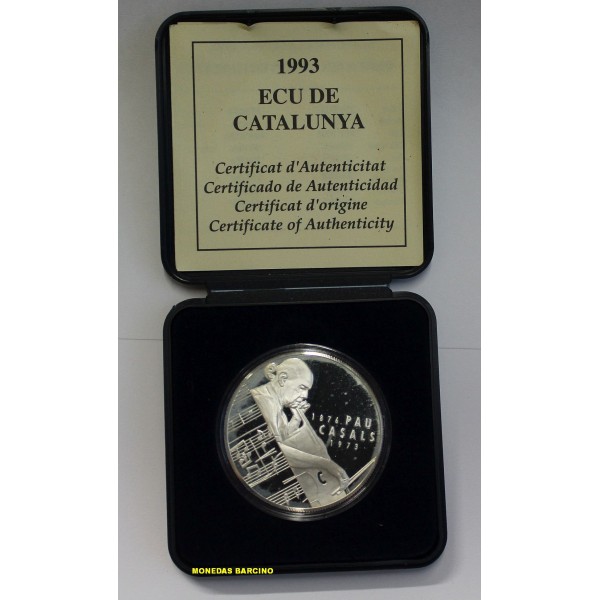 1993
ECU DE
CATALUNYA
Certificat d'Autenticitat
Certificado de Autenticidad
Certificat d'origine
Certificate of Authenticity
1876 PAU
CASALS
1973
C
MONEDAS BARCINO